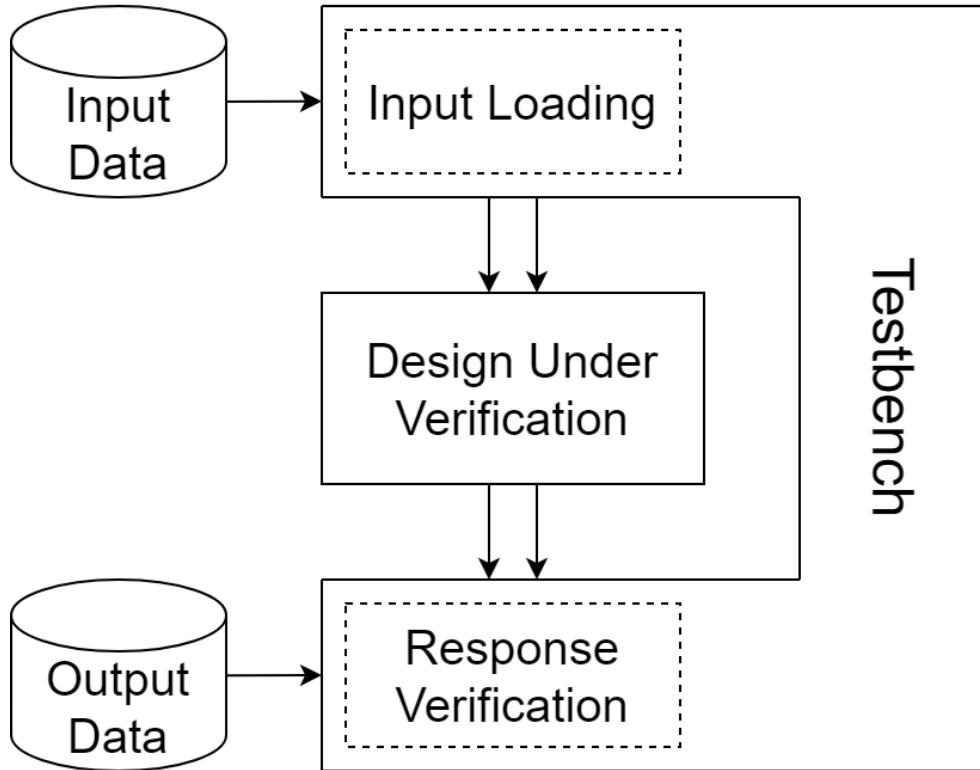 Input
Data
Input Loading
Design Under
Verification
Testbench
Output
Data
Response
Verification